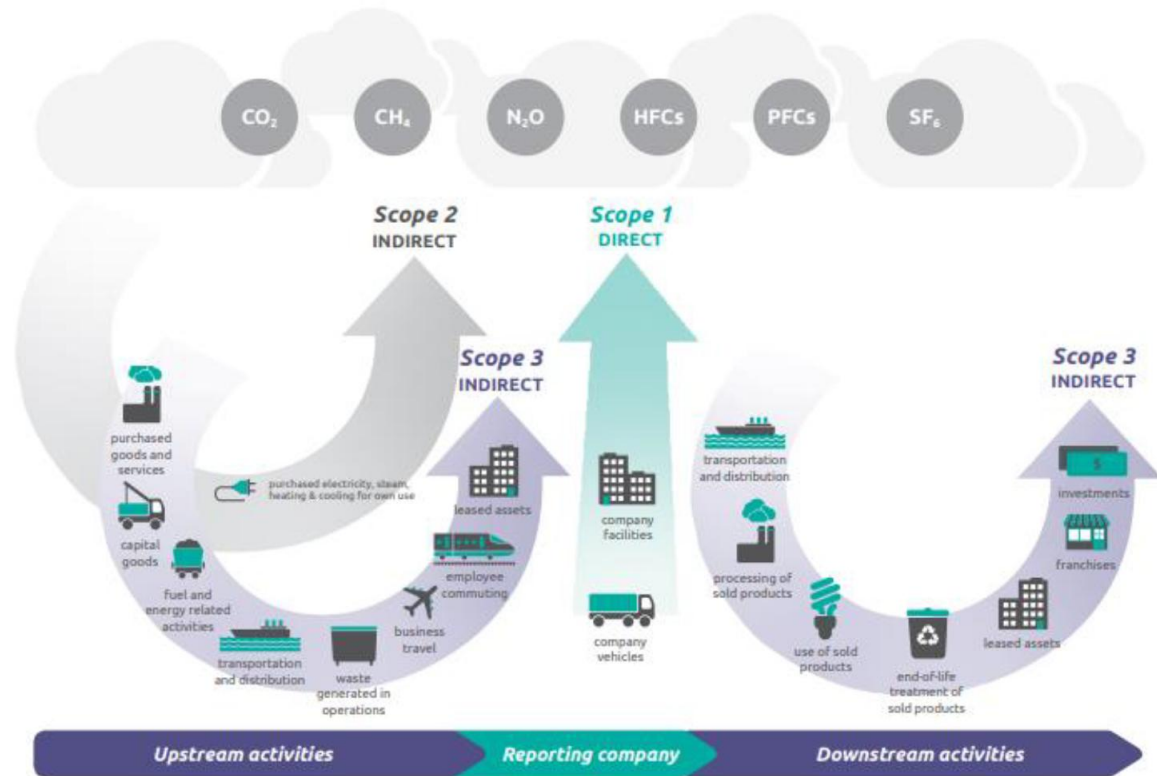 CO₂
CH₄
N₂O
HFCs
PFCs
SF₆
Scope 2
INDIRECT
Scope 1
DIRECT
Scope 3
INDIRECT
Scope 3
INDIRECT
purchased
goods and
services
capital
goods
fuel and
energy related
activities
purchased electricity, steam,
heating & cooling for own use
transportation
and distribution
waste
generated in
operations
business
travel
employee
commuting
leased assets
company
facilities
company
vehicles
transportation
and distribution
processing of
sold products
use of sold
products
end-of-life
treatment of
sold products
leased assets
franchises
$
investments
Upstream activities
Reporting company
Downstream activities